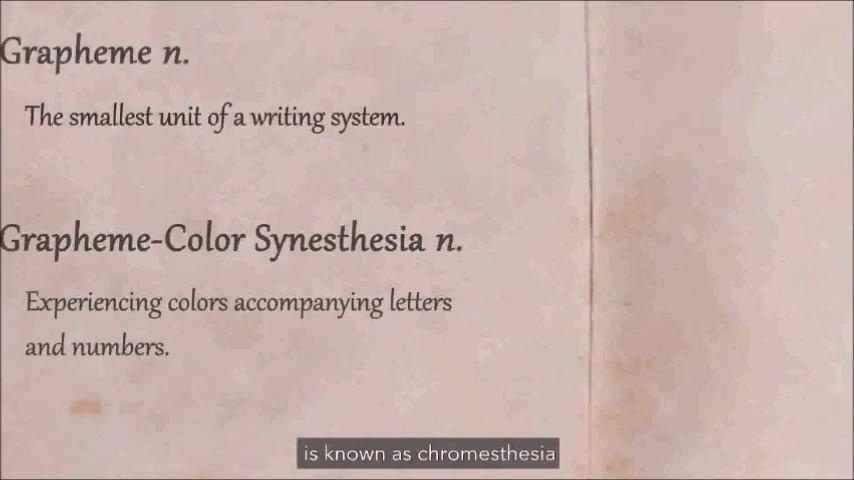 Grapheme n.
The smallest unit of a writing system.
Grapheme-Color Synesthesia n.
Experiencing colors accompanying letters
and numbers.
is known as chromesthesia